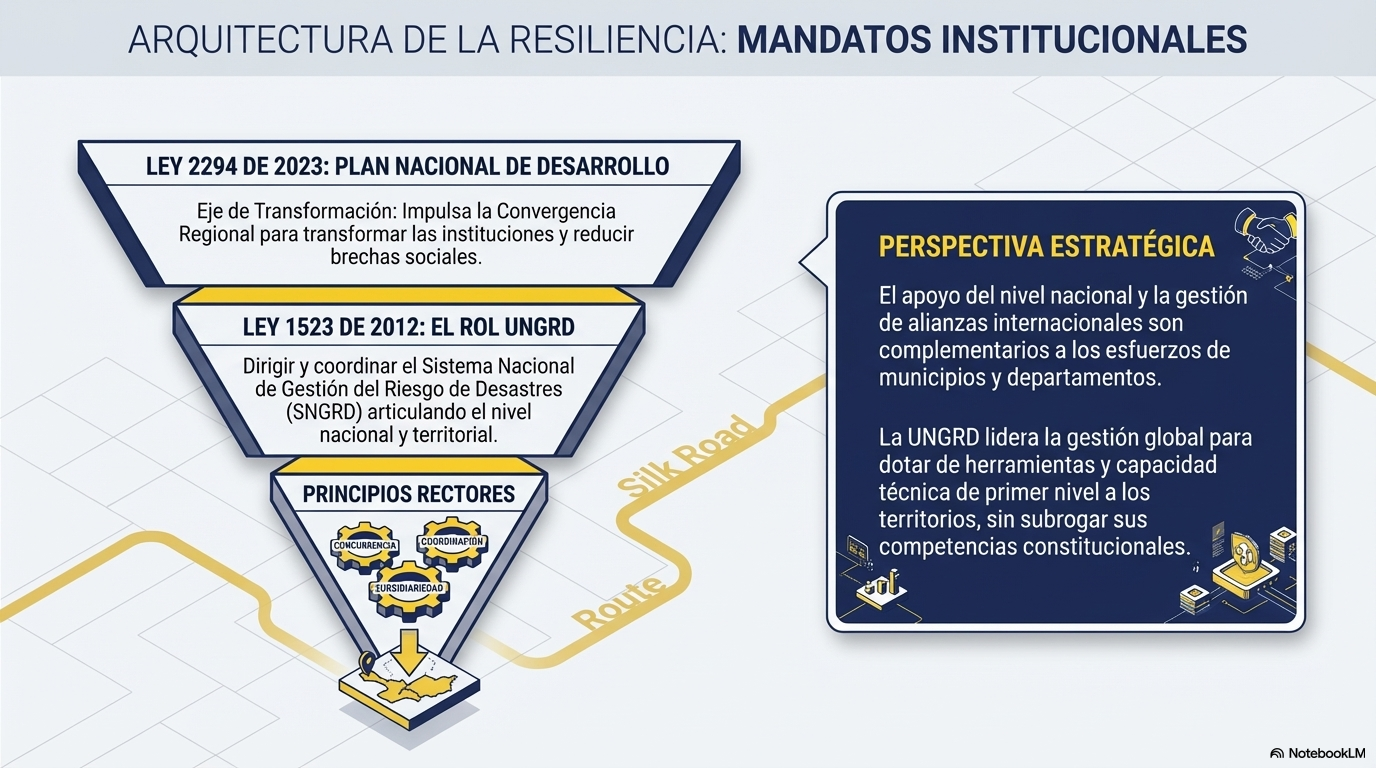 ARQUITECTURA DE LA RESILIENCIA: MANDATOS INSTITUCIONALES
LEY 2294 DE 2023: PLAN NACIONAL DE DESARROLLO
Eje de Transformación: Impulsa la Convergencia
Regional para transformar las instituciones y reducir
brechas sociales.
LEY 1523 DE 2012: EL ROL UNGRD
Dirigir y coordinar el Sistema Nacional
de Gestión del Riesgo de Desastres
(SNGRD) articulando el nivel
nacional y territorial.
PRINCIPIOS RECTORES
CONCURRENCIA
COORDINACIÓN
EURSIDIARIEDAD
PERSPECTIVA ESTRATÉGICA
El apoyo del nivel nacional y la gestión
de alianzas internacionales son
complementarios a los esfuerzos de
municipios y departamentos.
La UNGRD lidera la gestión global para
dotar de herramientas y capacidad
técnica de primer nivel a los
territorios, sin subrogar sus
competencias constitucionales.
Silk Road
Route
NotebookLM